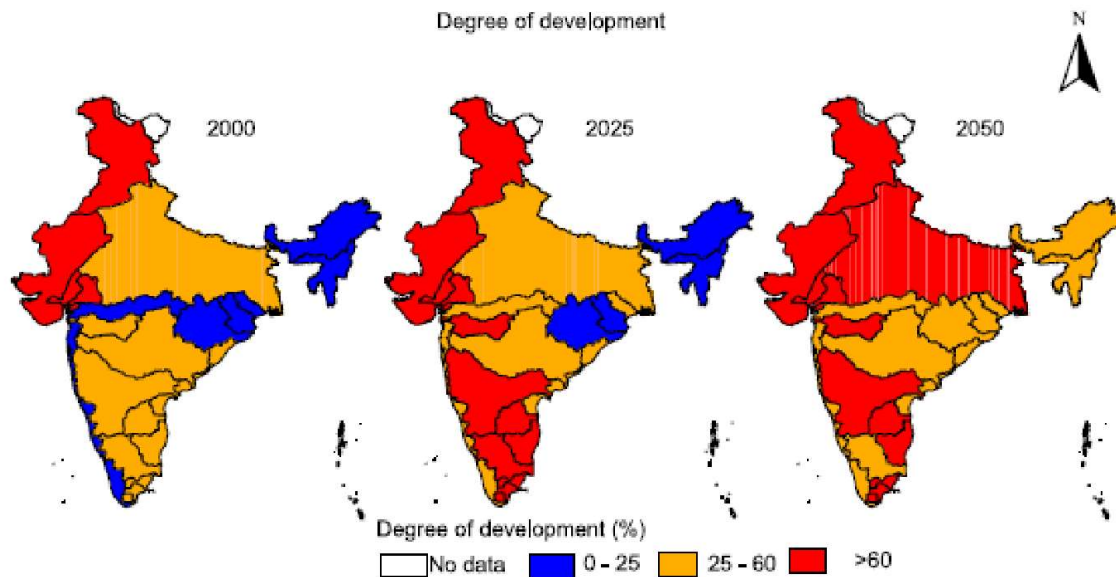 Degree of development
N
2000
2025
2050
Degree of development (%)
No data
0 - 25
25 - 60
>60